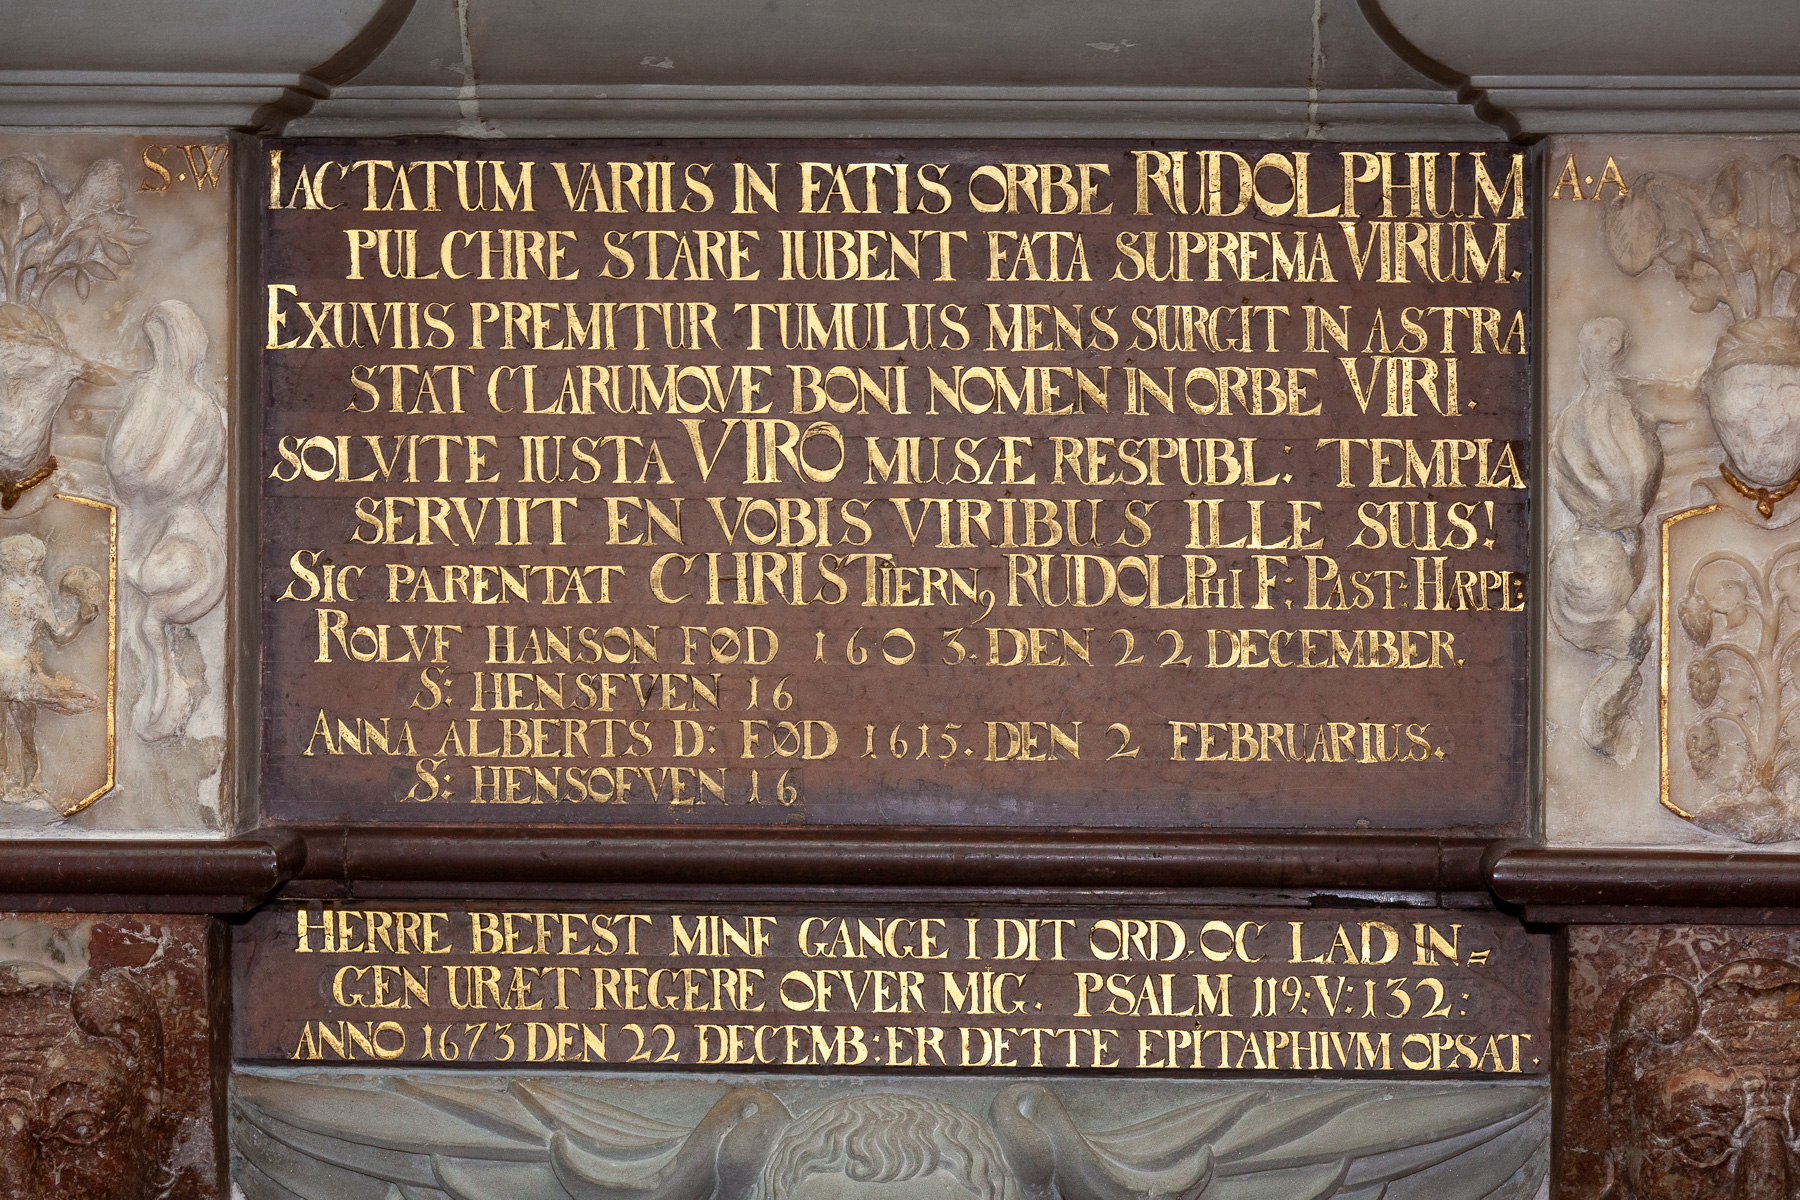 S.W
IACTATUM VARIIS IN FATIS ORBE RUDOLPHUM
PULCHRE STARE IUBENT FATA SUPREMA VIRUM.
EXUVIIS PREMITUR TUMULUS MENS SURGIT IN ASTRA
STAT CLARUMQVE BONI NOMEN IN ORBE VIRI.
SOLVITE IUSTA VIRO MUSÆ RESPUBL: TEMPLA
SERVIIT EN VOBIS VIRIBUS ILLE SUIS!
SIC PARENTAT CHRISTIERN, RUDOLPHI F: PAST: HARPL:
ROLVF HANSON FØD 1603. DEN 22 DECEMBER.
S: HENSFVEN 16
ANNA ALBERTS D: FØD 1615. DEN 2 FEBRUARIUS.
S: HENSOFVEN 16
A.A
HERRE BEFEST MINF GANGE I DIT ORD. OC LAD IN=
GEN URÆT REGERE OFVER MIG. PSALM 119:V:132:
ANNO 1673 DEN 22 DECEMB:ER DETTE EPITAPHIVM OPSAT.